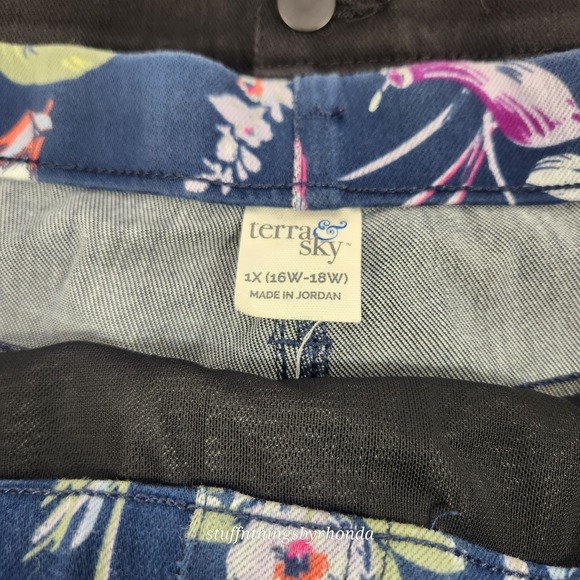 terra&
sky™
1X (16W-18W)
MADE IN JORDAN
stuffnthingsbyrhonda